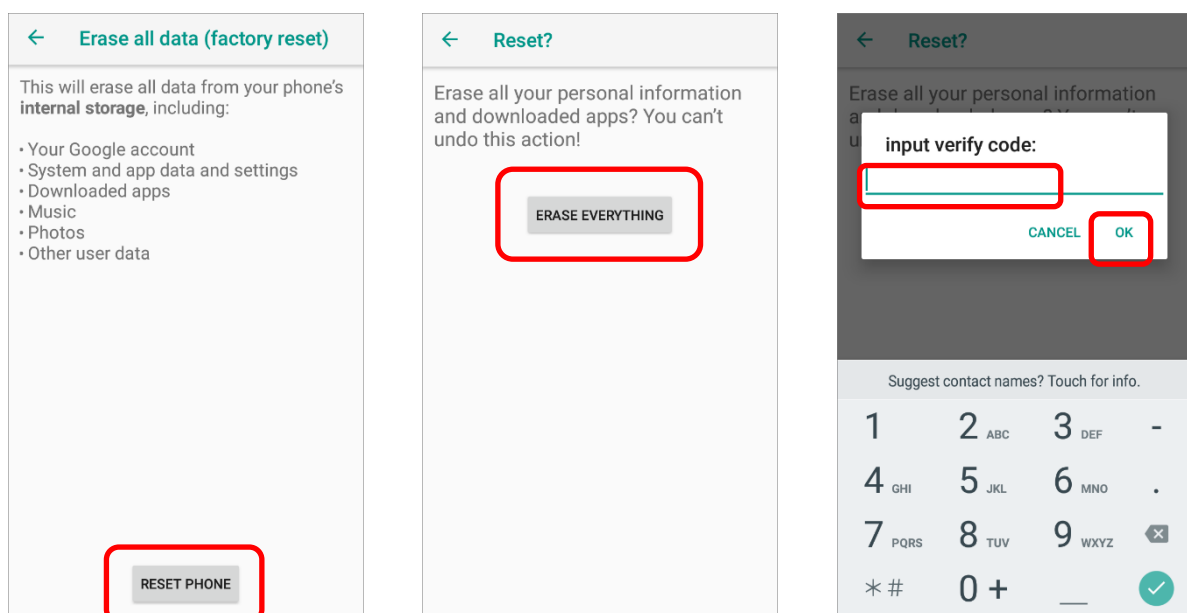 Erase all data (factory reset)
This will erase all data from your phone's
internal storage, including:
· Your Google account
· System and app data and settings
· Downloaded apps
· Music
· Photos
· Other user data
RESET PHONE
Reset?
Erase all your personal information
and downloaded apps? You can't
undo this action!
ERASE EVERYTHING
Reset?
Erase all your personal information
input verify code:
CANCEL OK
Suggest contact names? Touch for info.
1 2 ABC 3 DEF -
4 GHI 5 JKL 6 MNO .
7 PQRS 8 TUV 9 WXYZ
*# 0 + _